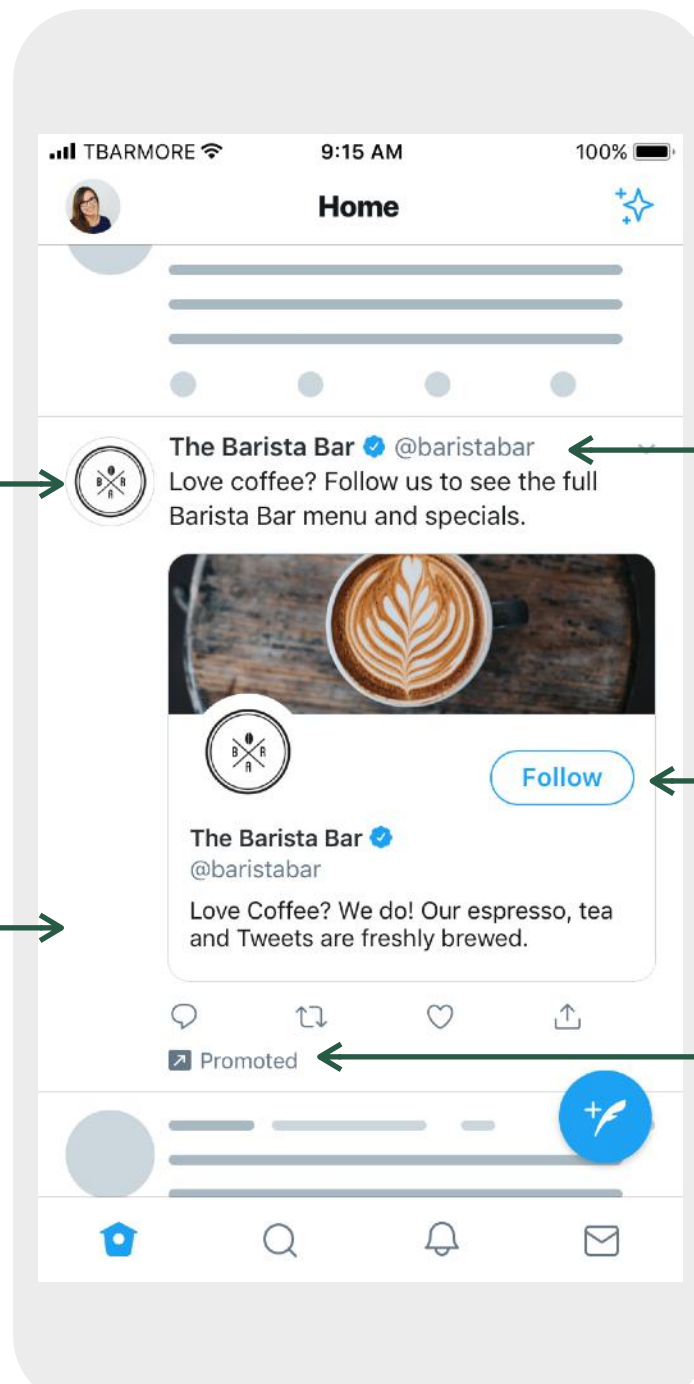 TBARMORE 9:15 AM 100%
Home
The Barista Bar @baristabar
B A R
A
Love coffee? Follow us to see the full
Barista Bar menu and specials.
B A R
A
Follow
The Barista Bar
@baristabar
Love Coffee? We do! Our espresso, tea
and Tweets are freshly brewed.
Promoted